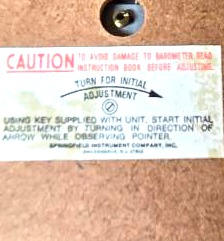 CAUTION TO AVOID DAMAGE TO BAROMETER READ
INSTRUCTION BOOK BEFORE ADJUSTING.
TURN FOR INITIAL
ADJUSTMENT
USING KEY SUPPLIED WITH UNIT, START INITIAL
ADJUSTMENT BY TURNING IN DIRECTION OF
ARROW WHILE OBSERVING POINTER.
SPRINGFIELD INSTRUMENT COMPANY, INC.